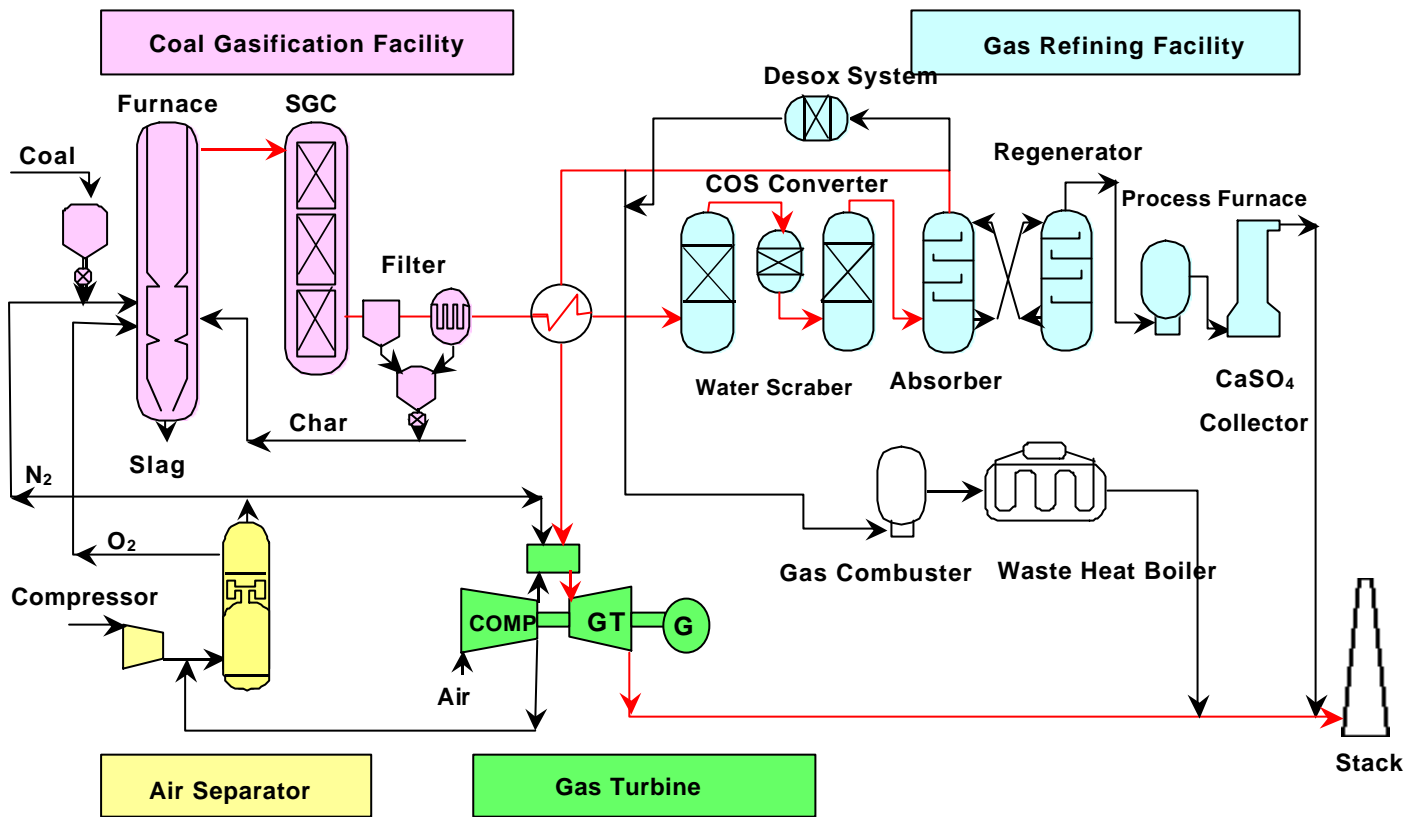 Coal Gasification Facility
Gas Refining Facility
Desox System
Furnace
SGC
Coal
Regenerator
COS Converter
Process Furnace
Filter
Water Scraber
Absorber
CaSO₄
Collector
Char
Slag
N₂
O₂
Gas Combuster
Waste Heat Boiler
Compressor
COMP
GT
G
Air
Stack
Air Separator
Gas Turbine